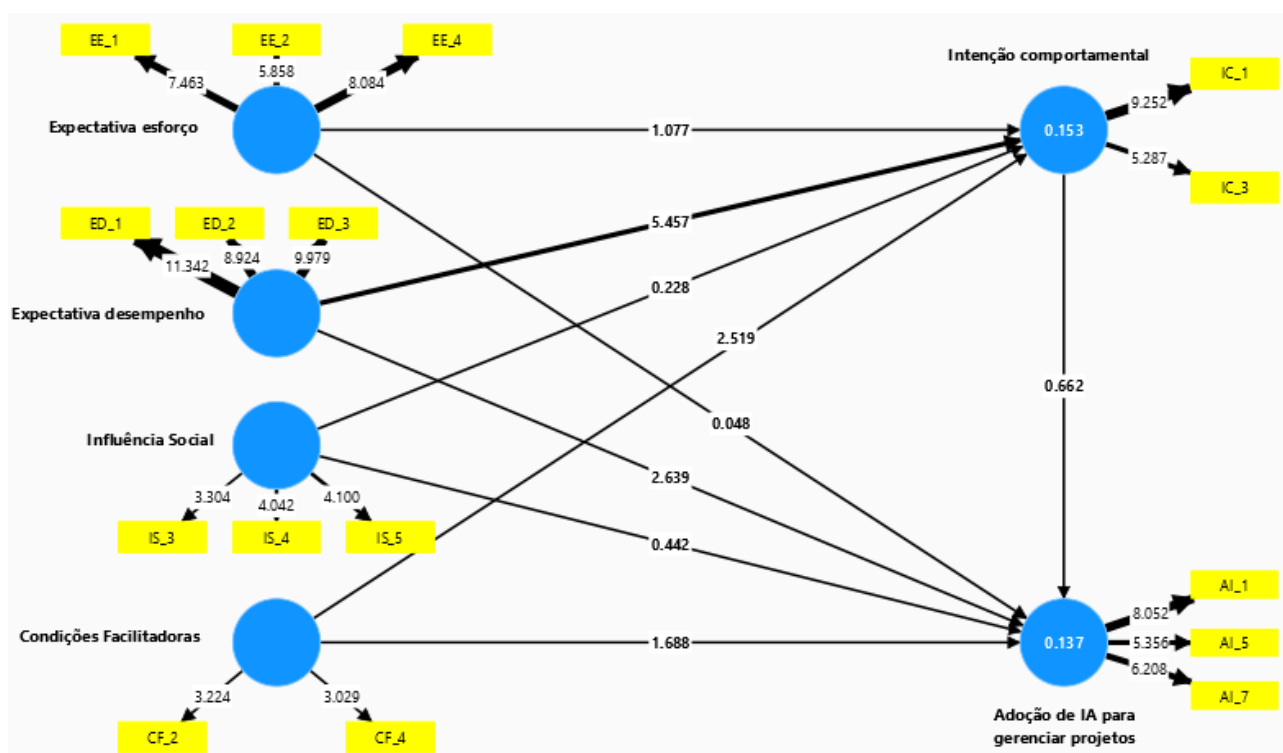 EE_1
EE_2
EE_4
7.463
5.858
8.084
Expectativa esforço
Intenção comportamental
IC_1
9.252
0.153
5.287
IC_3
1.077
ED_1
ED_2
ED_3
11.342
8.924
9.979
5.457
Expectativa desempenho
0.228
2.519
0.662
0.048
Influência Social
2.639
3.304
4.042
4.100
IS_3
IS_4
IS_5
0.442
Condições Facilitadoras
1.688
3.224
3.029
CF_2
CF_4
AI_1
8.052
0.137
5.356
AI_5
6.208
AI_7
Adoção de IA para
gerenciar projetos